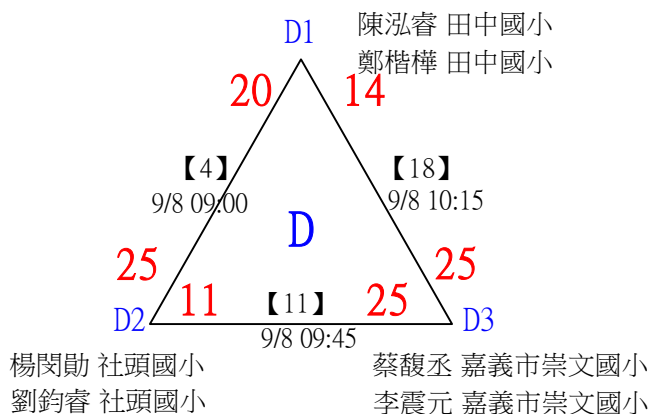 D1
陳泓睿 田中國小
鄭楷樺 田中國小
20
14
【4】
9/8 09:00
【18】
9/8 10:15
D
25
25
D2
11
【11】
25
D3
9/8 09:45
楊閔勛 社頭國小
劉鈞睿 社頭國小
蔡馥丞 嘉義市崇文國小
李震元 嘉義市崇文國小